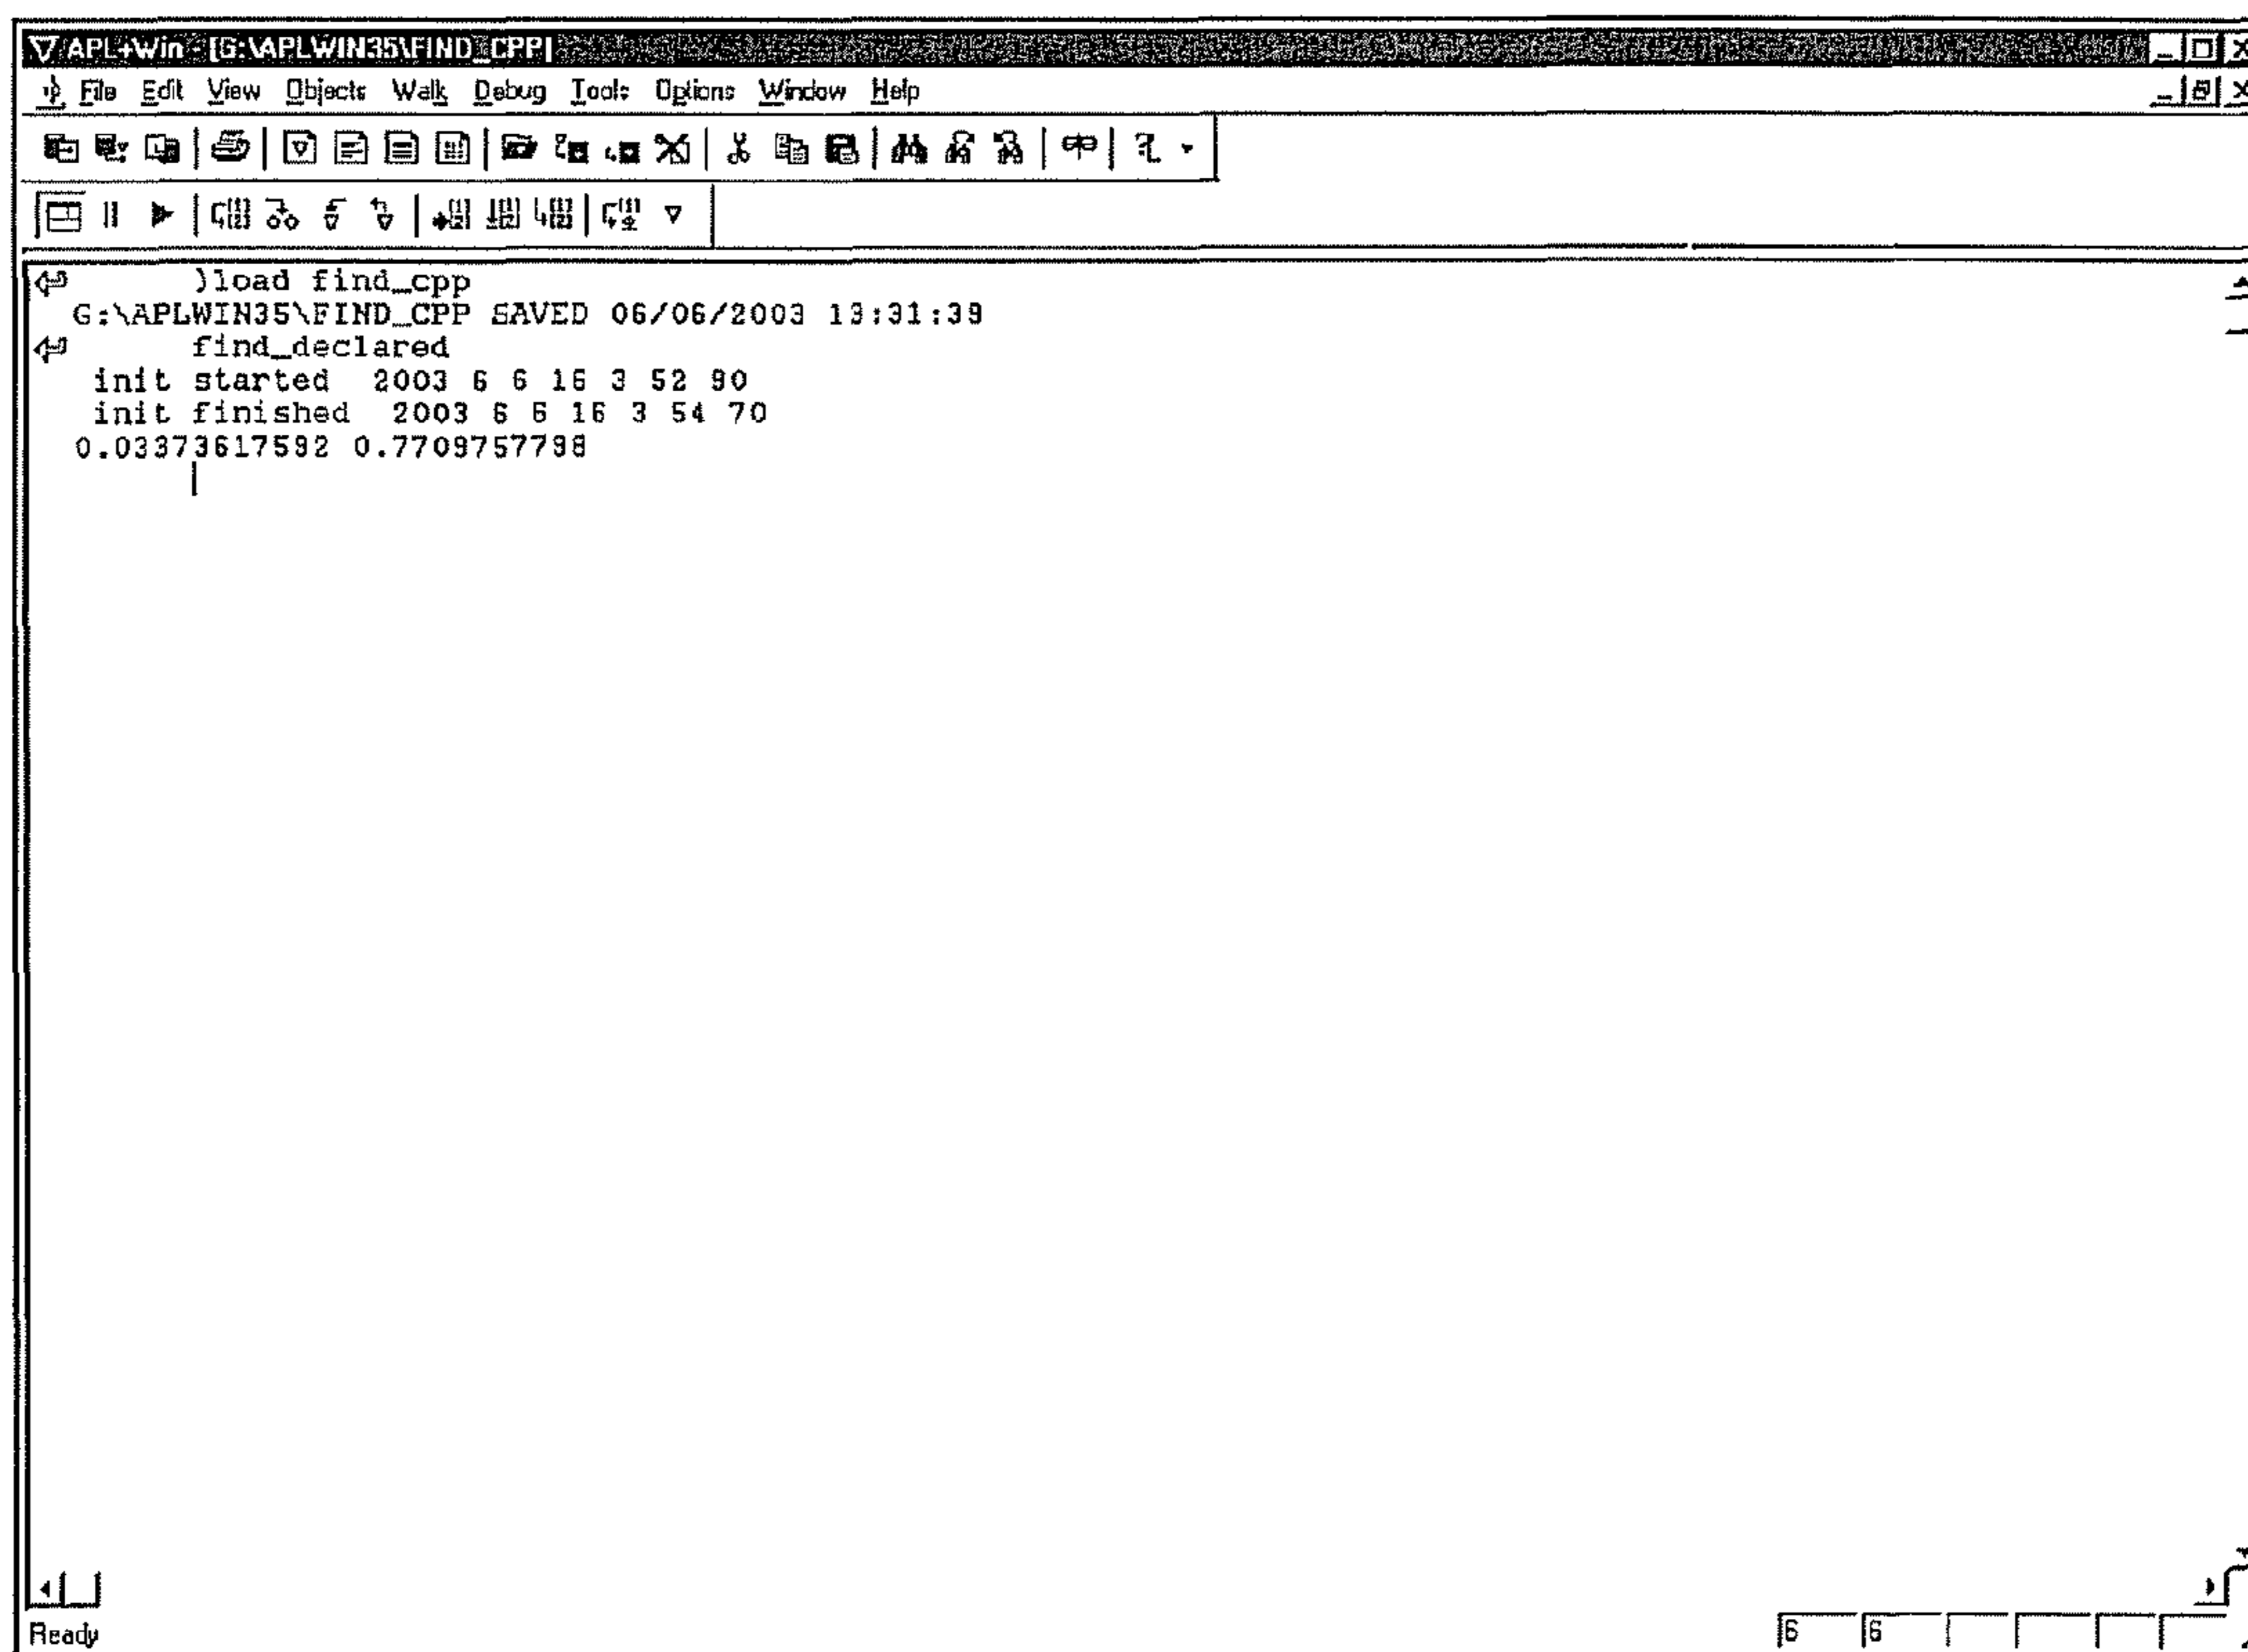 APL+Win - [G:\APLWIN35\FIND_CPP]
File Edit View Objects Walk Debug Tools Options Window Help
)load find_cpp
G:\APLWIN35\FIND_CPP SAVED 06/06/2003 13:31:39
find_declared
init started 2003 6 6 16 3 52 90
init finished 2003 6 6 16 3 54 70
0.03373617592 0.7709757798
Ready
6 6